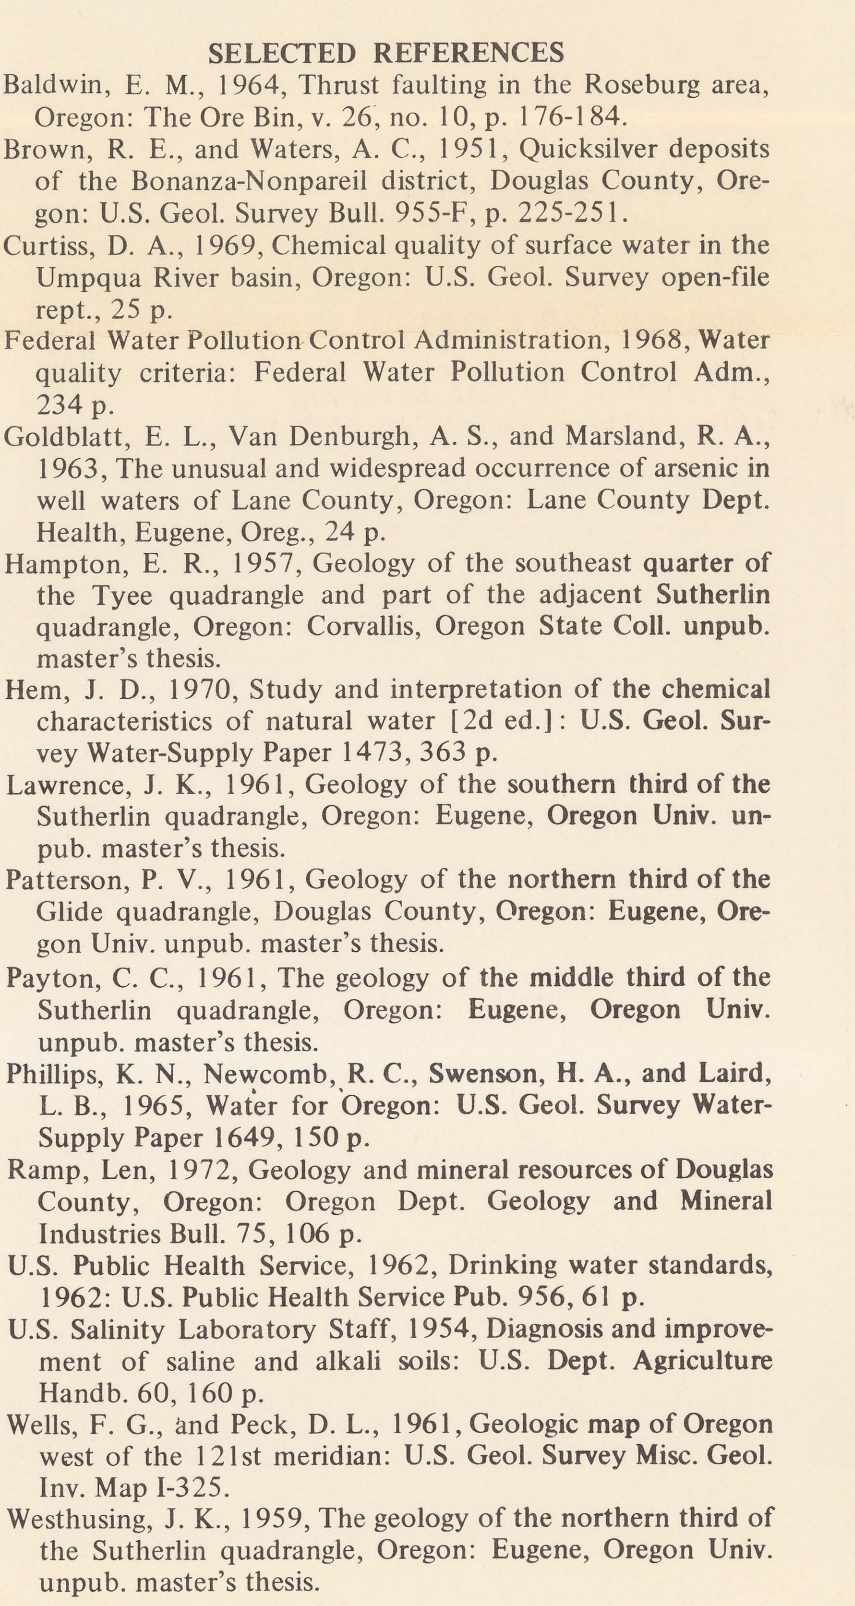 SELECTED REFERENCES
Baldwin, E. M., 1964, Thrust faulting in the Roseburg area,
Oregon: The Ore Bin, v. 26, no. 10, p. 176-184.
Brown, R. E., and Waters, A. C., 1951, Quicksilver deposits
of the Bonanza-Nonpareil district, Douglas County, Ore-
gon: U.S. Geol. Survey Bull. 955-F, p. 225-251.
Curtiss, D. A., 1969, Chemical quality of surface water in the
Umpqua River basin, Oregon: U.S. Geol. Survey open-file
rept., 25 p.
Federal Water Pollution Control Administration, 1968, Water
quality criteria: Federal Water Pollution Control Adm.,
234 p.
Goldblatt, E. L., Van Denburgh, A. S., and Marsland, R. A.,
1963, The unusual and widespread occurrence of arsenic in
well waters of Lane County, Oregon: Lane County Dept.
Health, Eugene, Oreg., 24 p.
Hampton, E. R., 1957, Geology of the southeast quarter of
the Tyee quadrangle and part of the adjacent Sutherlin
quadrangle, Oregon: Corvallis, Oregon State Coll. unpub.
master's thesis.
Hem, J. D., 1970, Study and interpretation of the chemical
characteristics of natural water [2d ed.]: U.S. Geol. Sur-
vey Water-Supply Paper 1473, 363 p.
Lawrence, J. K., 1961, Geology of the southern third of the
Sutherlin quadrangle, Oregon: Eugene, Oregon Univ. un-
pub. master's thesis.
Patterson, P. V., 1961, Geology of the northern third of the
Glide quadrangle, Douglas County, Oregon: Eugene, Ore-
gon Univ. unpub. master's thesis.
Payton, C. C., 1961, The geology of the middle third of the
Sutherlin quadrangle, Oregon: Eugene, Oregon Univ.
unpub. master's thesis.
Phillips, K. N., Newcomb, R. C., Swenson, H. A., and Laird,
L. B., 1965, Water for Oregon: U.S. Geol. Survey Water-
Supply Paper 1649, 150 p.
Ramp, Len, 1972, Geology and mineral resources of Douglas
County, Oregon: Oregon Dept. Geology and Mineral
Industries Bull. 75, 106 p.
U.S. Public Health Service, 1962, Drinking water standards,
1962: U.S. Public Health Service Pub. 956, 61 p.
U.S. Salinity Laboratory Staff, 1954, Diagnosis and improve-
ment of saline and alkali soils: U.S. Dept. Agriculture
Handb. 60, 160 p.
Wells, F. G., and Peck, D. L., 1961, Geologic map of Oregon
west of the 121st meridian: U.S. Geol. Survey Misc. Geol.
Inv. Map I-325.
Westhusing, J. K., 1959, The geology of the northern third of
the Sutherlin quadrangle, Oregon: Eugene, Oregon Univ.
unpub. master's thesis.